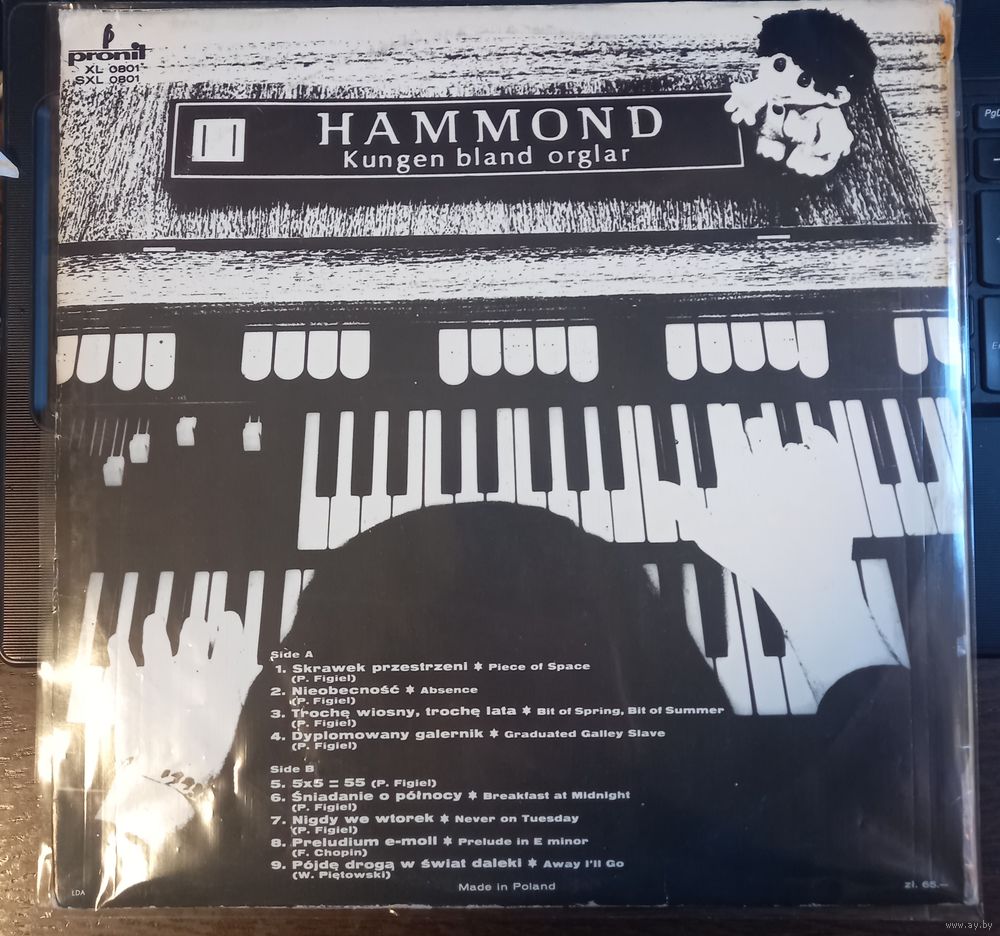 pronit
XL 0801
SXL 0801
HAMMOND
Kungen bland orglar
Side A
1. Skrawek przestrzeni ✱ Piece of Space
(P. Figiel)
2. Nieobecność ✱ Absence
(P. Figiel)
3. Trochę wiosny, trochę lata ✱ Bit of Spring, Bit of Summer
(P. Figiel)
4. Dyplomowany galernik ✱ Graduated Galley Slave
(P. Figiel)
Side B
5. 5x5 = 55 (P. Figiel)
6. Śniadanie o północy ✱ Breakfast at Midnight
(P. Figiel)
7. Nigdy we wtorek ✱ Never on Tuesday
(P. Figiel)
8. Preludium e-moll ✱ Prelude in E minor
(F. Chopin)
9. Pójdę drogą w świat daleki ✱ Away I'll Go
(W. Piętowski)
Made in Poland
LDA
zł. 65.—
www.ay.by